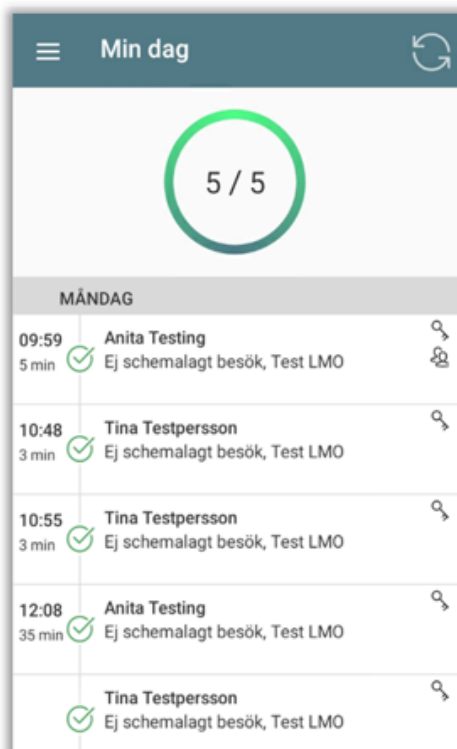 Min dag
5 / 5
MÅNDAG
09:59 Anita Testing
5 min Ej schemalagt besök, Test LMO
10:48 Tina Testpersson
3 min Ej schemalagt besök, Test LMO
10:55 Tina Testpersson
3 min Ej schemalagt besök, Test LMO
12:08 Anita Testing
35 min Ej schemalagt besök, Test LMO
Tina Testpersson
Ej schemalagt besök, Test LMO